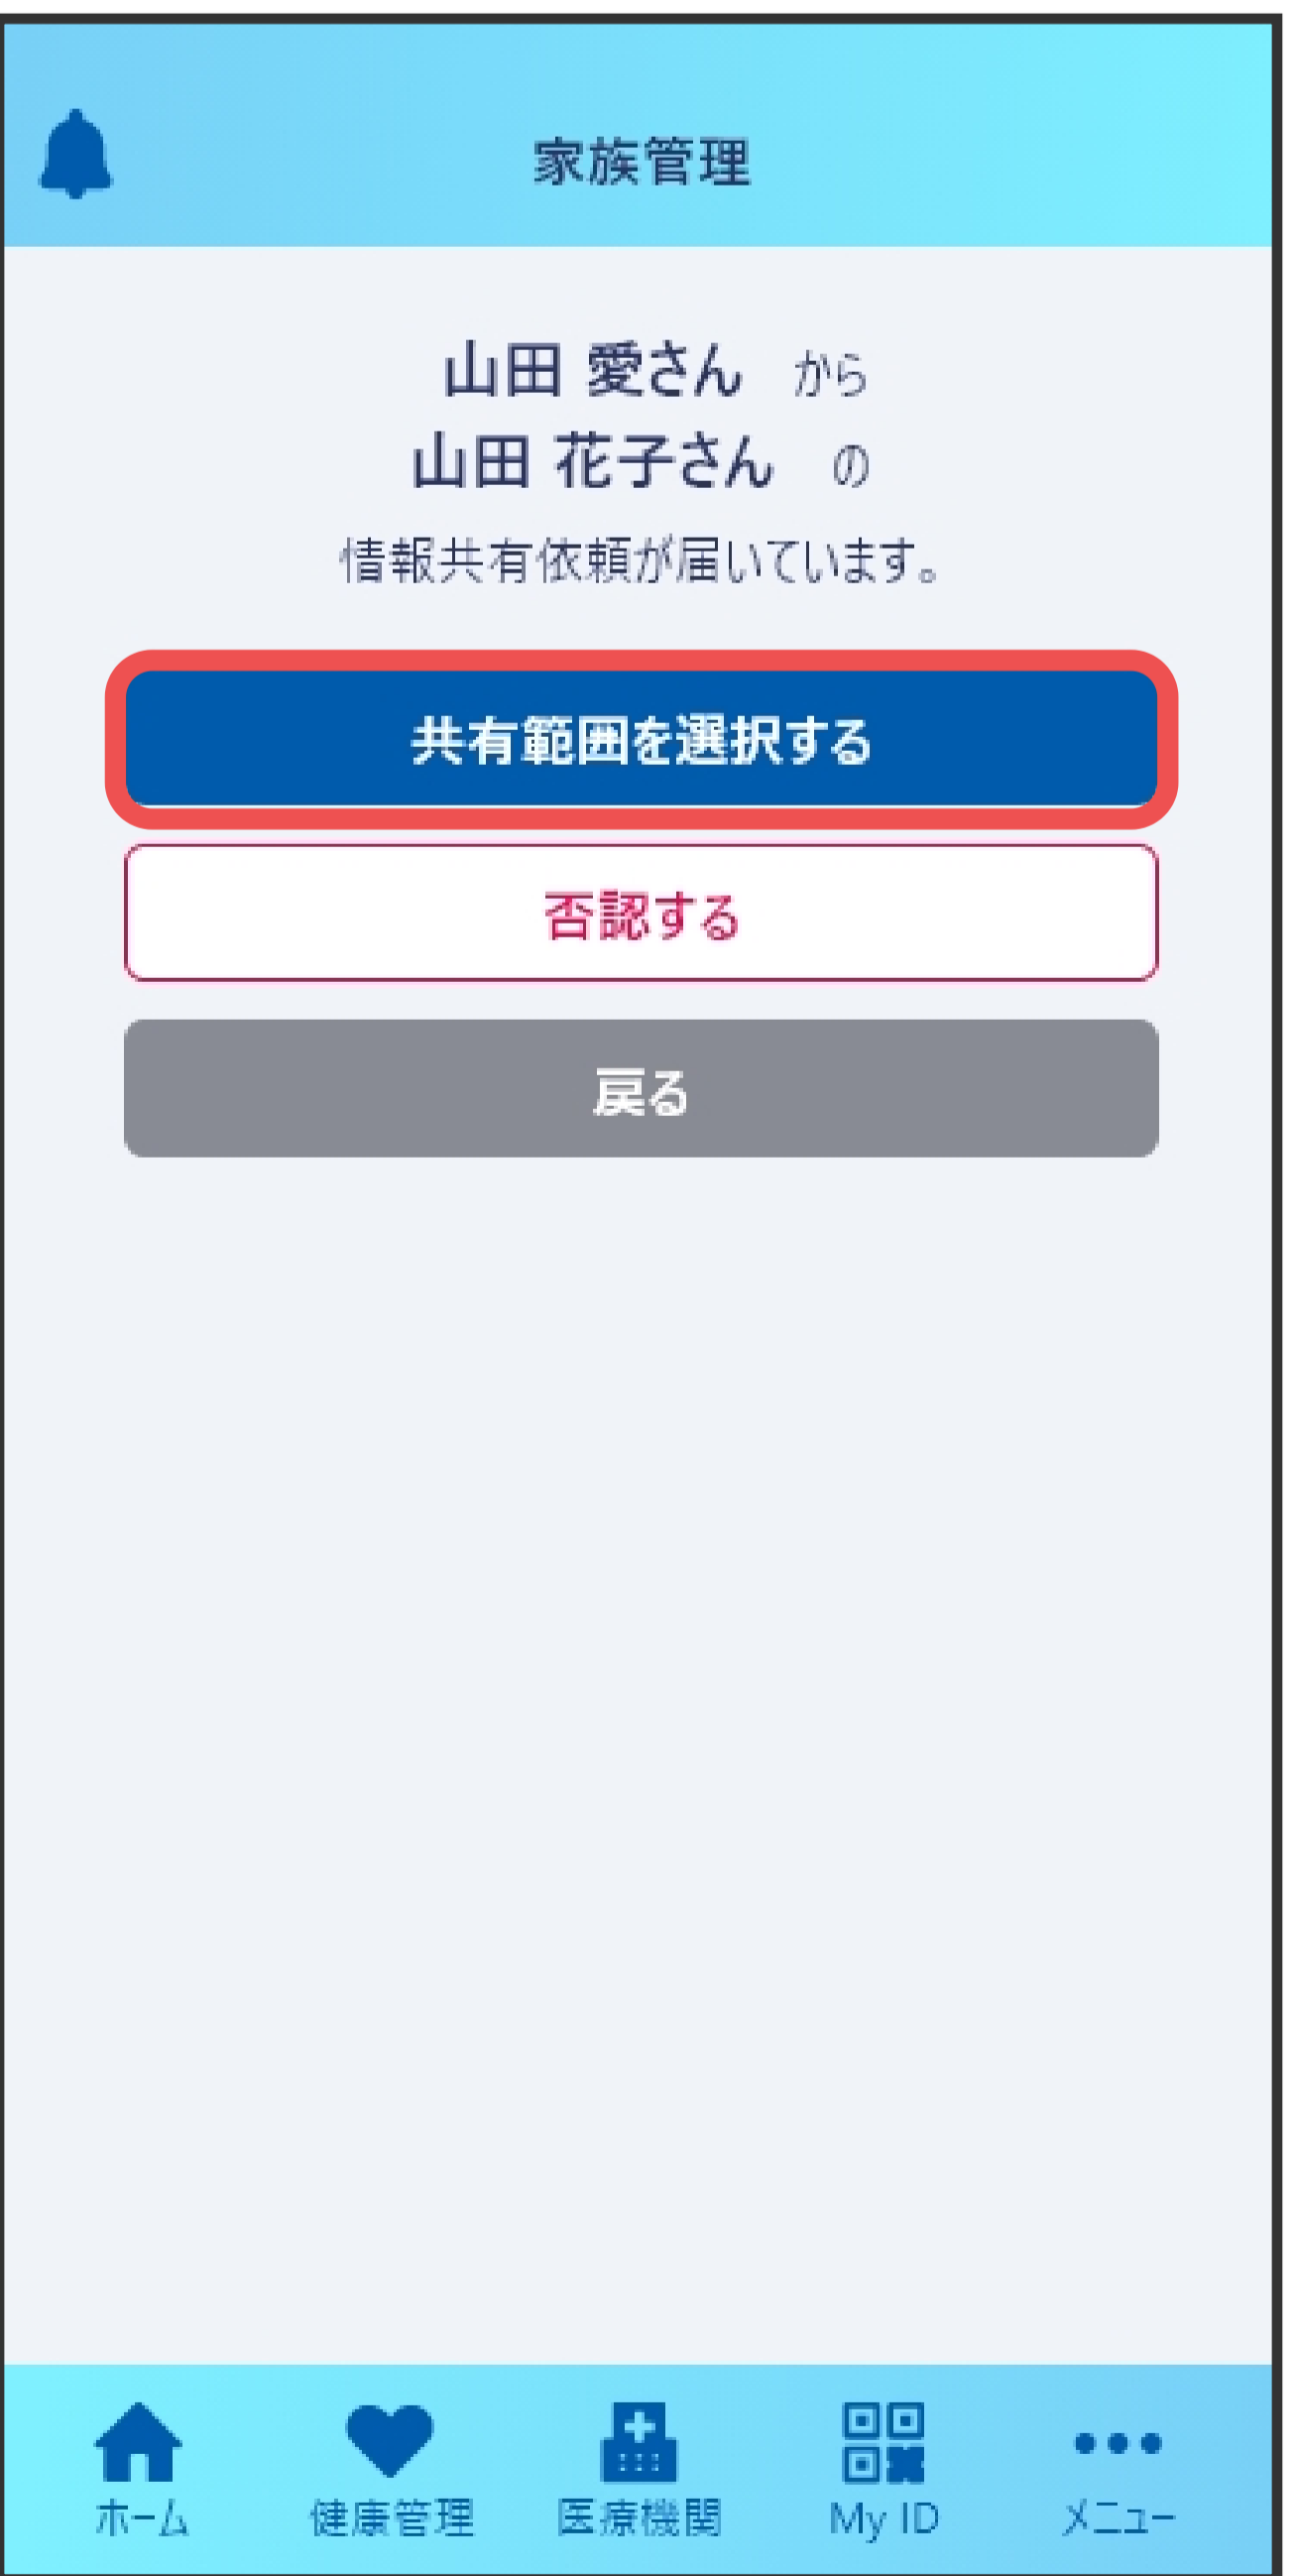 家族管理
山田 愛さん から
山田 花子さん の
情報共有依頼が届いています。
共有範囲を選択する
否認する
戻る
ホーム 健康管理 医療機関 My ID メニュー